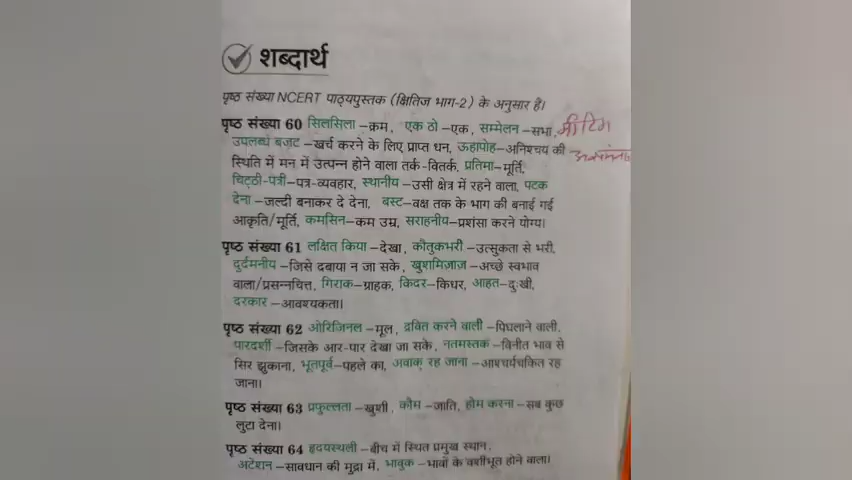 शब्दार्थ
पृष्ठ संख्या NCERT पाठ्यपुस्तक (क्षितिज भाग-2) के अनुसार हैं।
पृष्ठ संख्या 60 सिलसिला –क्रम, एक ठो –एक, सम्मेलन –सभा, मीटिंग
उपलब्ध बजट –खर्च करने के लिए प्राप्त धन, ऊहापोह–अनिश्चय की
स्थिति में मन में उत्पन्न होने वाला तर्क-वितर्क, प्रतिमा–मूर्ति,
चिट्ठी-पत्री–पत्र-व्यवहार, स्थानीय –उसी क्षेत्र में रहने वाला, पटक
देना –जल्दी बनाकर दे देना, बस्ट–वक्ष तक के भाग की बनाई गई
आकृति/मूर्ति, कमसिन–कम उम्र, सराहनीय–प्रशंसा करने योग्य।
पृष्ठ संख्या 61 लक्षित किया –देखा, कौतुकभरी –उत्सुकता से भरी,
दुर्दमनीय –जिसे दबाया न जा सके, खुशमिज़ाज़ –अच्छे स्वभाव
वाला/प्रसन्नचित्त, गिराक–ग्राहक, किदर–किधर, आहत–दुःखी,
दरकार –आवश्यकता।
पृष्ठ संख्या 62 ओरिजिनल –मूल, द्रवित करने वाली –पिघलाने वाली,
पारदर्शी –जिसके आर-पार देखा जा सके, नतमस्तक –विनीत भाव से
सिर झुकाना, भूतपूर्व–पहले का, अवाक् रह जाना –आश्चर्यचकित रह
जाना।
पृष्ठ संख्या 63 प्रफुल्लता –खुशी, कौम –जाति, होम करना –सब कुछ
लुटा देना।
पृष्ठ संख्या 64 हृदयस्थली –बीच में स्थित प्रमुख स्थान,
अटेंशन –सावधान की मुद्रा में, भावुक –भावों के वशीभूत होने वाला।